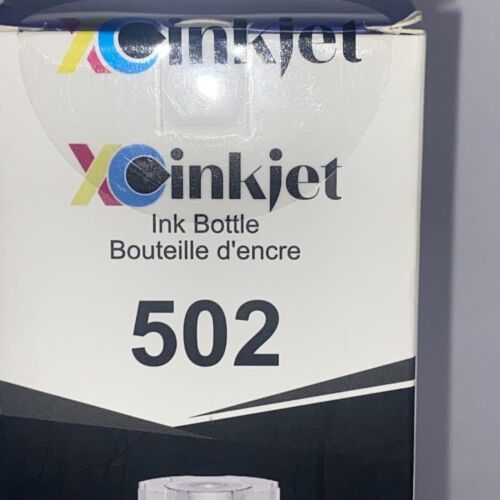 XCinkjet
XCinkjet
Ink Bottle
Bouteille d'encre
502